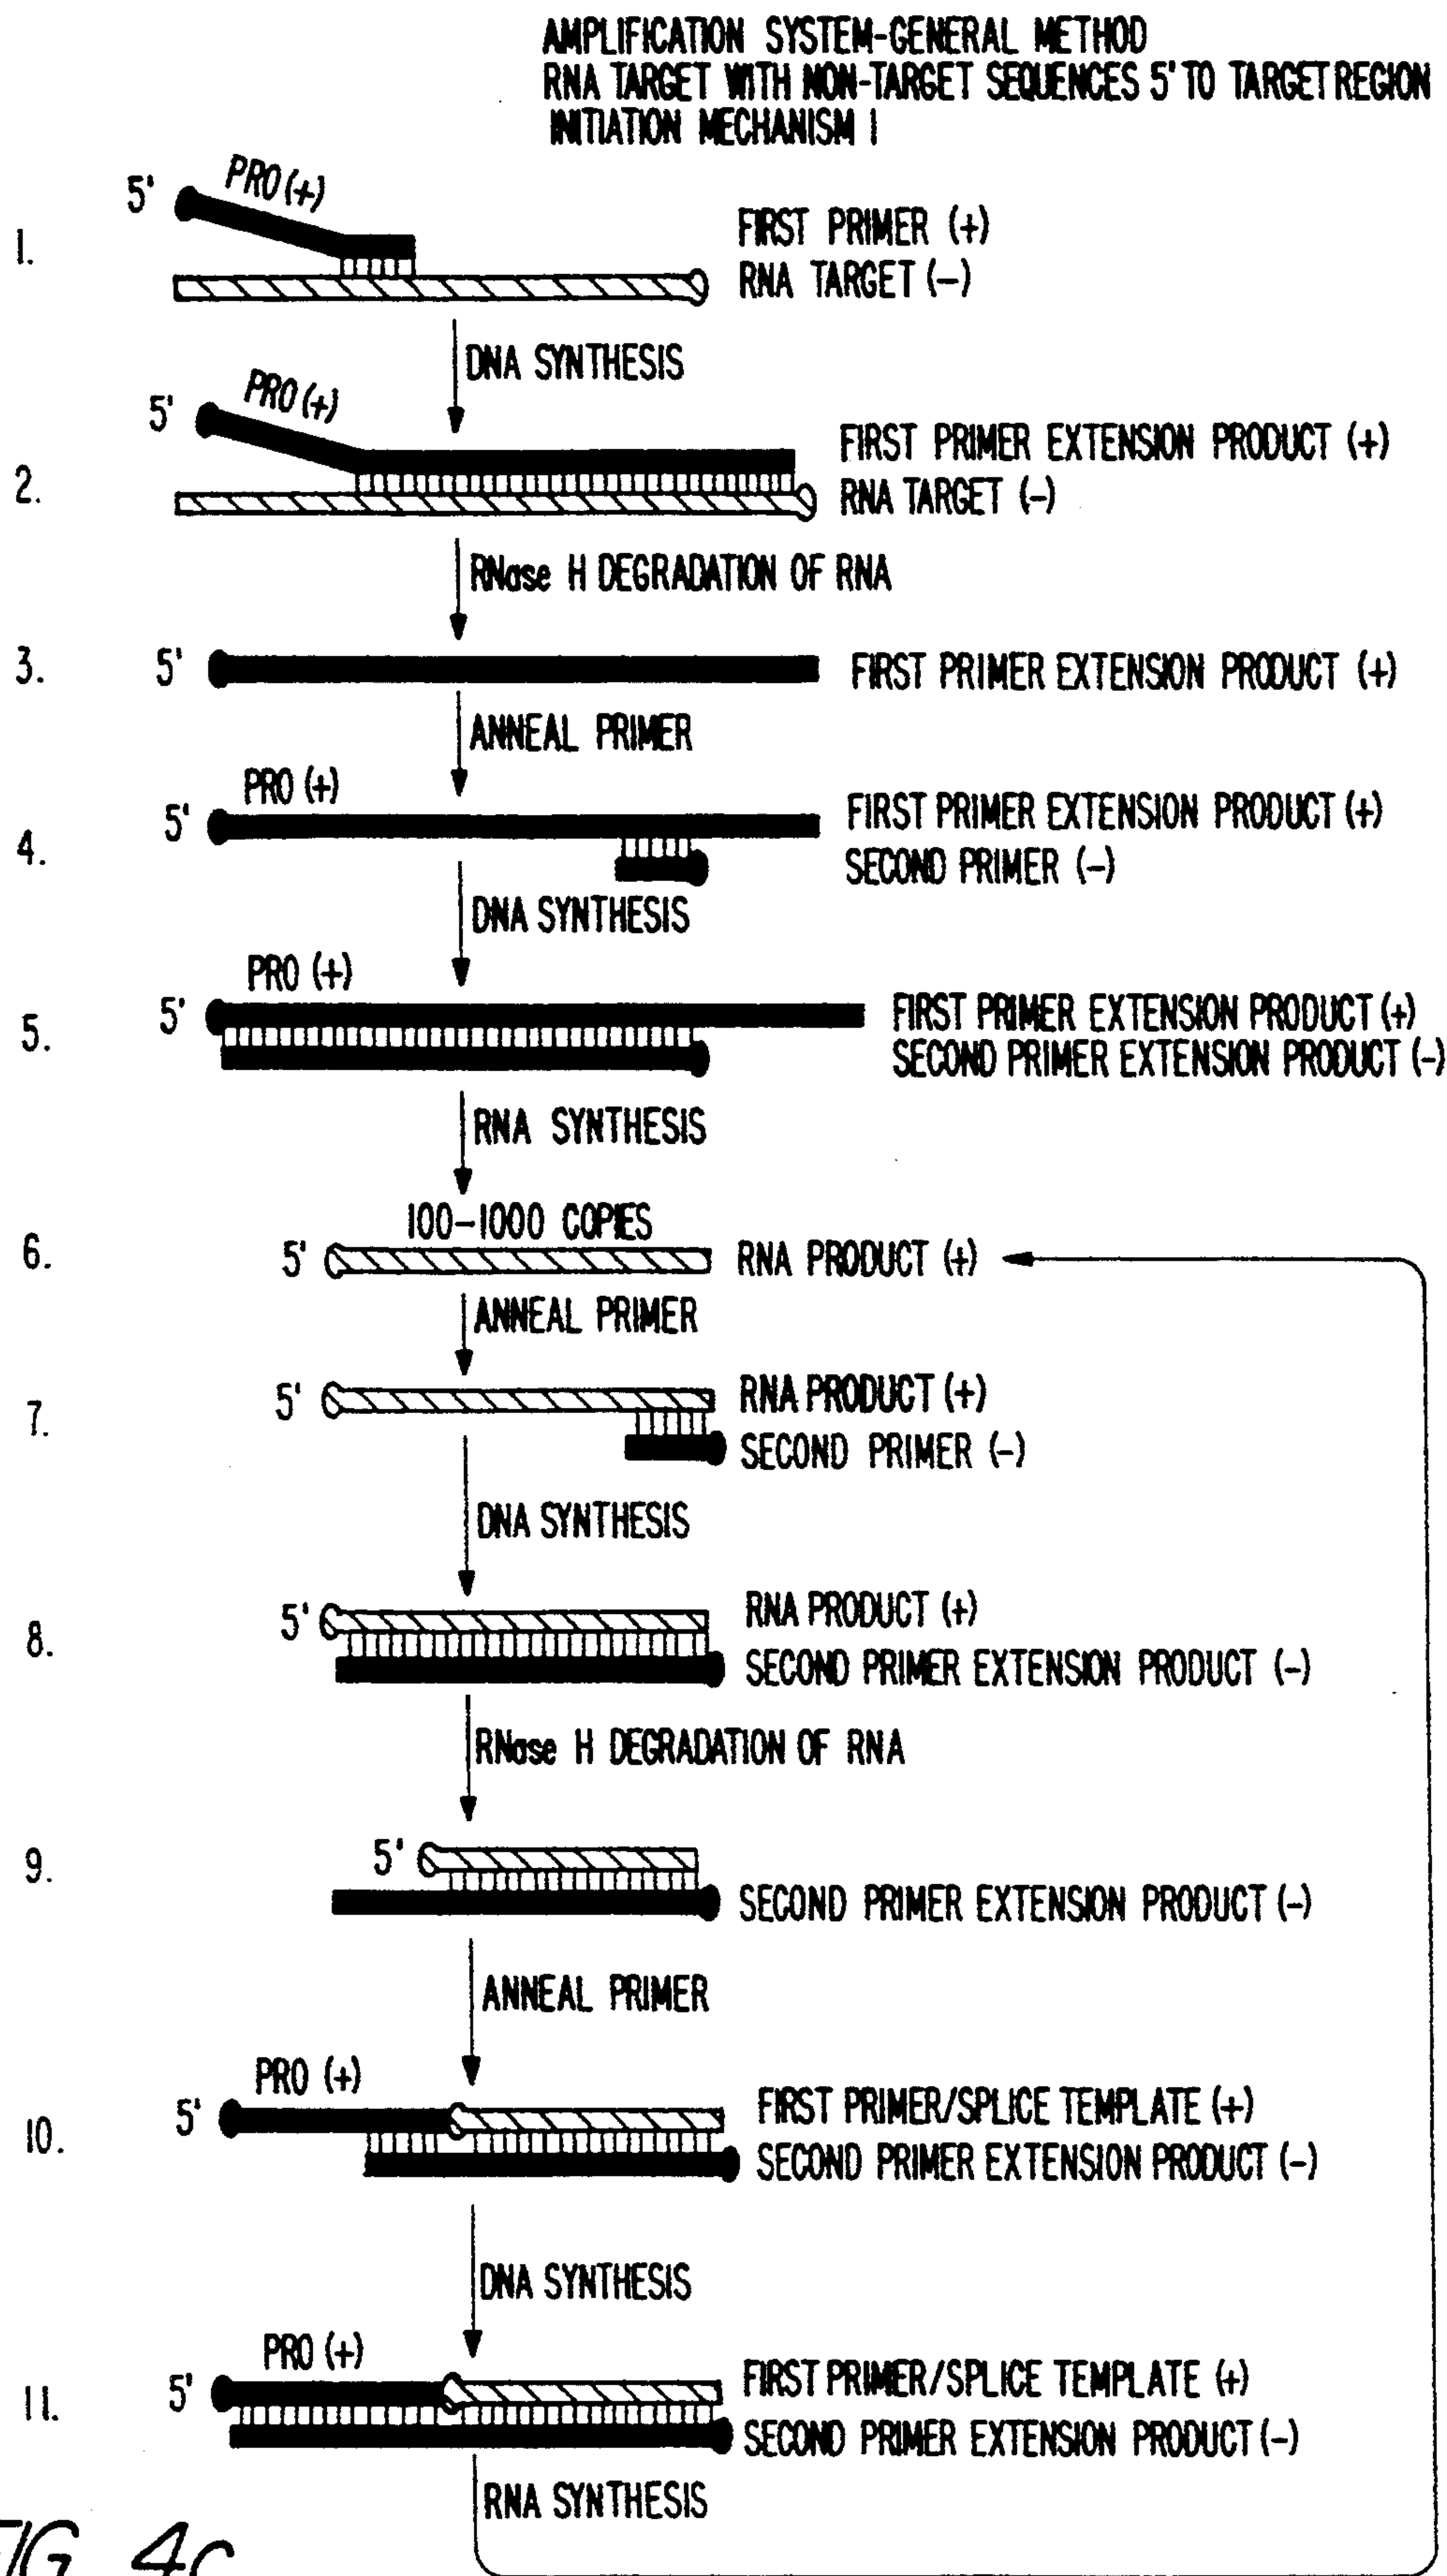 AMPLIFICATION SYSTEM-GENERAL METHOD
RNA TARGET WITH NON-TARGET SEQUENCES 5' TO TARGET REGION
INITIATION MECHANISM I
1.
5'
PRO (+)
FIRST PRIMER (+)
RNA TARGET (-)
DNA SYNTHESIS
2.
5'
PRO (+)
FIRST PRIMER EXTENSION PRODUCT (+)
RNA TARGET (-)
RNase H DEGRADATION OF RNA
3.
5'
FIRST PRIMER EXTENSION PRODUCT (+)
ANNEAL PRIMER
4.
PRO (+)
5'
FIRST PRIMER EXTENSION PRODUCT (+)
SECOND PRIMER (-)
DNA SYNTHESIS
5.
PRO (+)
5'
FIRST PRIMER EXTENSION PRODUCT (+)
SECOND PRIMER EXTENSION PRODUCT (-)
RNA SYNTHESIS
100-1000 COPIES
6.
5'
RNA PRODUCT (+)
ANNEAL PRIMER
7.
5'
RNA PRODUCT (+)
SECOND PRIMER (-)
DNA SYNTHESIS
8.
5'
RNA PRODUCT (+)
SECOND PRIMER EXTENSION PRODUCT (-)
RNase H DEGRADATION OF RNA
9.
5'
SECOND PRIMER EXTENSION PRODUCT (-)
ANNEAL PRIMER
10.
PRO (+)
5'
FIRST PRIMER/SPLICE TEMPLATE (+)
SECOND PRIMER EXTENSION PRODUCT (-)
DNA SYNTHESIS
11.
PRO (+)
5'
FIRST PRIMER/SPLICE TEMPLATE (+)
SECOND PRIMER EXTENSION PRODUCT (-)
RNA SYNTHESIS
4c